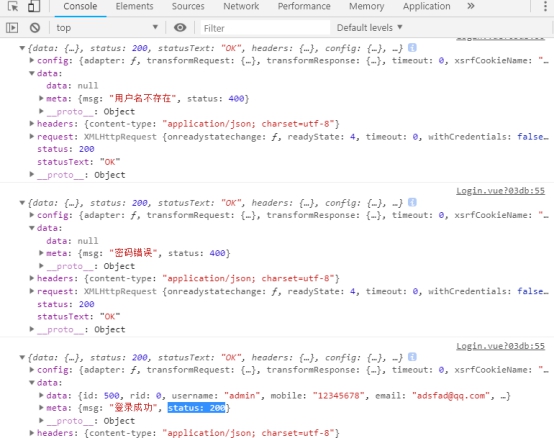 Console Elements Sources Network Performance Memory Application »
top Filter Default levels
Login.vue?03db:55
{data: {…}, status: 200, statusText: "OK", headers: {…}, config: {…}, …}
config: {adapter: ƒ, transformRequest: {…}, transformResponse: {…}, timeout: 0, xsrfCookieName: "…
data:
data: null
meta: {msg: "用户名不存在", status: 400}
__proto__: Object
headers: {content-type: "application/json; charset=utf-8"}
request: XMLHttpRequest {onreadystatechange: ƒ, readyState: 4, timeout: 0, withCredentials: false…
status: 200
statusText: "OK"
__proto__: Object
Login.vue?03db:55
{data: {…}, status: 200, statusText: "OK", headers: {…}, config: {…}, …}
config: {adapter: ƒ, transformRequest: {…}, transformResponse: {…}, timeout: 0, xsrfCookieName: "…
data:
data: null
meta: {msg: "密码错误", status: 400}
__proto__: Object
headers: {content-type: "application/json; charset=utf-8"}
request: XMLHttpRequest {onreadystatechange: ƒ, readyState: 4, timeout: 0, withCredentials: false…
status: 200
statusText: "OK"
__proto__: Object
Login.vue?03db:55
{data: {…}, status: 200, statusText: "OK", headers: {…}, config: {…}, …}
config: {adapter: ƒ, transformRequest: {…}, transformResponse: {…}, timeout: 0, xsrfCookieName: "…
data:
data: {id: 500, rid: 0, username: "admin", mobile: "12345678", email: "adsfad@qq.com", …}
meta: {msg: "登录成功", status: 200}
__proto__: Object
headers: {content-type: "application/json; charset=utf-8"}